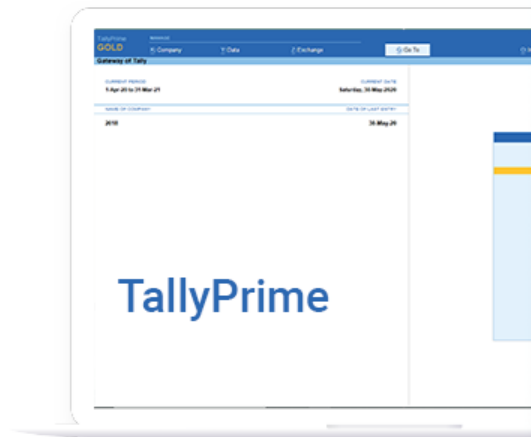 TallyPrime MANAGE
GOLD K:Company Y:Data Z:Exchange G:Go To
Gateway of Tally
CURRENT PERIOD CURRENT DATE
1-Apr-20 to 31-Mar-21 Saturday, 30-May-2020
NAME OF COMPANY DATE OF LAST ENTRY
30-May-20
TallyPrime